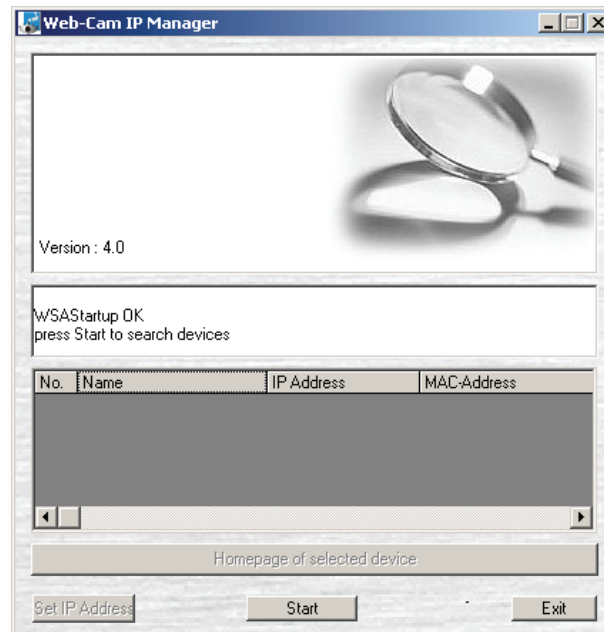 Web-Cam IP Manager
Version : 4.0
WSAStartup OK
press Start to search devices
No. Name IP Address MAC-Address
Homepage of selected device
Set IP Address Start Exit